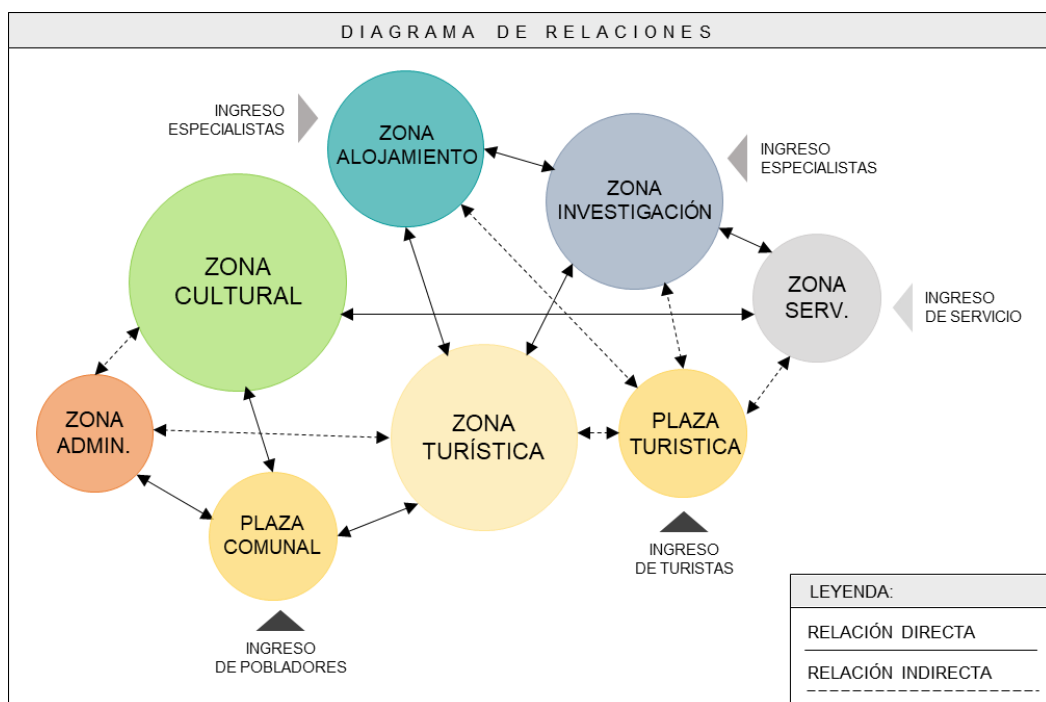 DIAGRAMA DE RELACIONES
INGRESO
ESPECIALISTAS
ZONA
ALOJAMIENTO
ZONA
INVESTIGACIÓN
INGRESO
ESPECIALISTAS
ZONA
CULTURAL
ZONA
SERV.
INGRESO
DE SERVICIO
ZONA
ADMIN.
ZONA
TURÍSTICA
PLAZA
TURISTICA
PLAZA
COMUNAL
INGRESO
DE TURISTAS
INGRESO
DE POBLADORES
LEYENDA:
RELACIÓN DIRECTA
RELACIÓN INDIRECTA